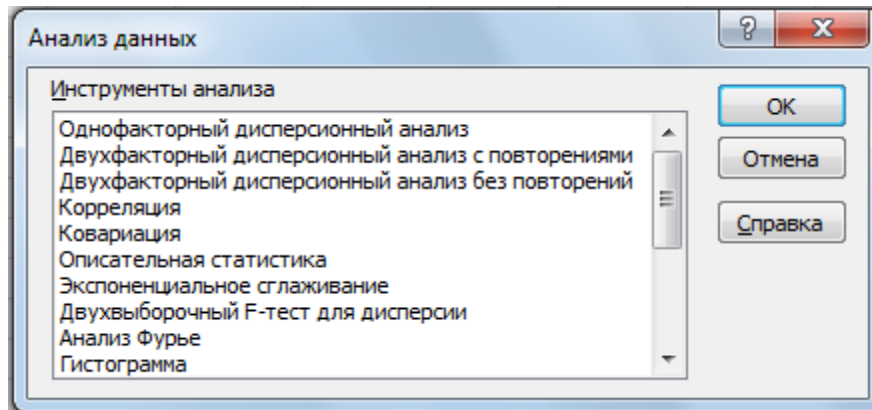 Анализ данных
?
Инструменты анализа
Однофакторный дисперсионный анализ
Двухфакторный дисперсионный анализ с повторениями
Двухфакторный дисперсионный анализ без повторений
Корреляция
Ковариация
Описательная статистика
Экспоненциальное сглаживание
Двухвыборочный F-тест для дисперсии
Анализ Фурье
Гистограмма
OK
Отмена
Справка